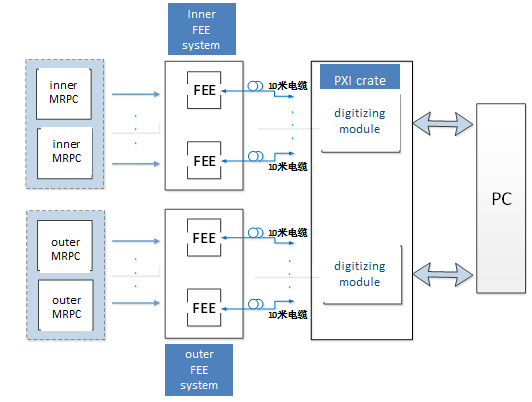 Inner
FEE
system
inner
MRPC
inner
MRPC
FEE
10米电缆
FEE
10米电缆
PXI crate
digitizing
module
PC
outer
MRPC
outer
MRPC
FEE
10米电缆
FEE
10米电缆
digitizing
module
outer
FEE
system